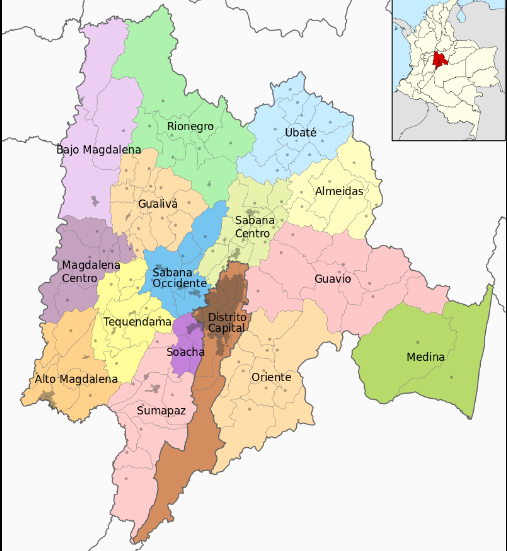 Rionegro
Ubaté
Bajo Magdalena
Almeidas
Gualivá
Sabana
Centro
Magdalena
Centro
Sabana
Occidente
Guavio
Tequendama
Distrito
Capital
Soacha
Medina
Alto Magdalena
Oriente
Sumapaz